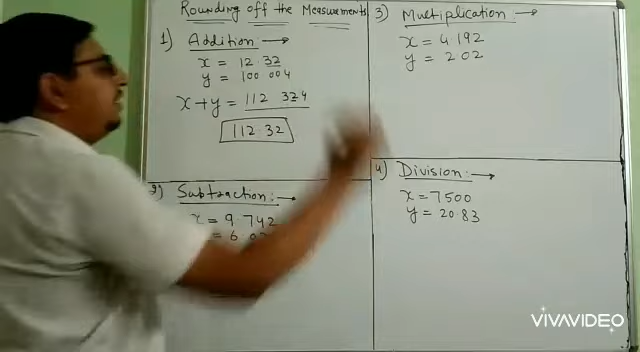 Rounding off the Measurements
1) Addition:→
x = 12.32
y = 100.004
x+y = 112.324
112.32
2) Subtraction:→
x = 9.742
= 6.0
3) Multiplication →
x = 4.192
y = 2.02
4) Division:→
x = 7500
y = 20.83
VIVAVIDEO